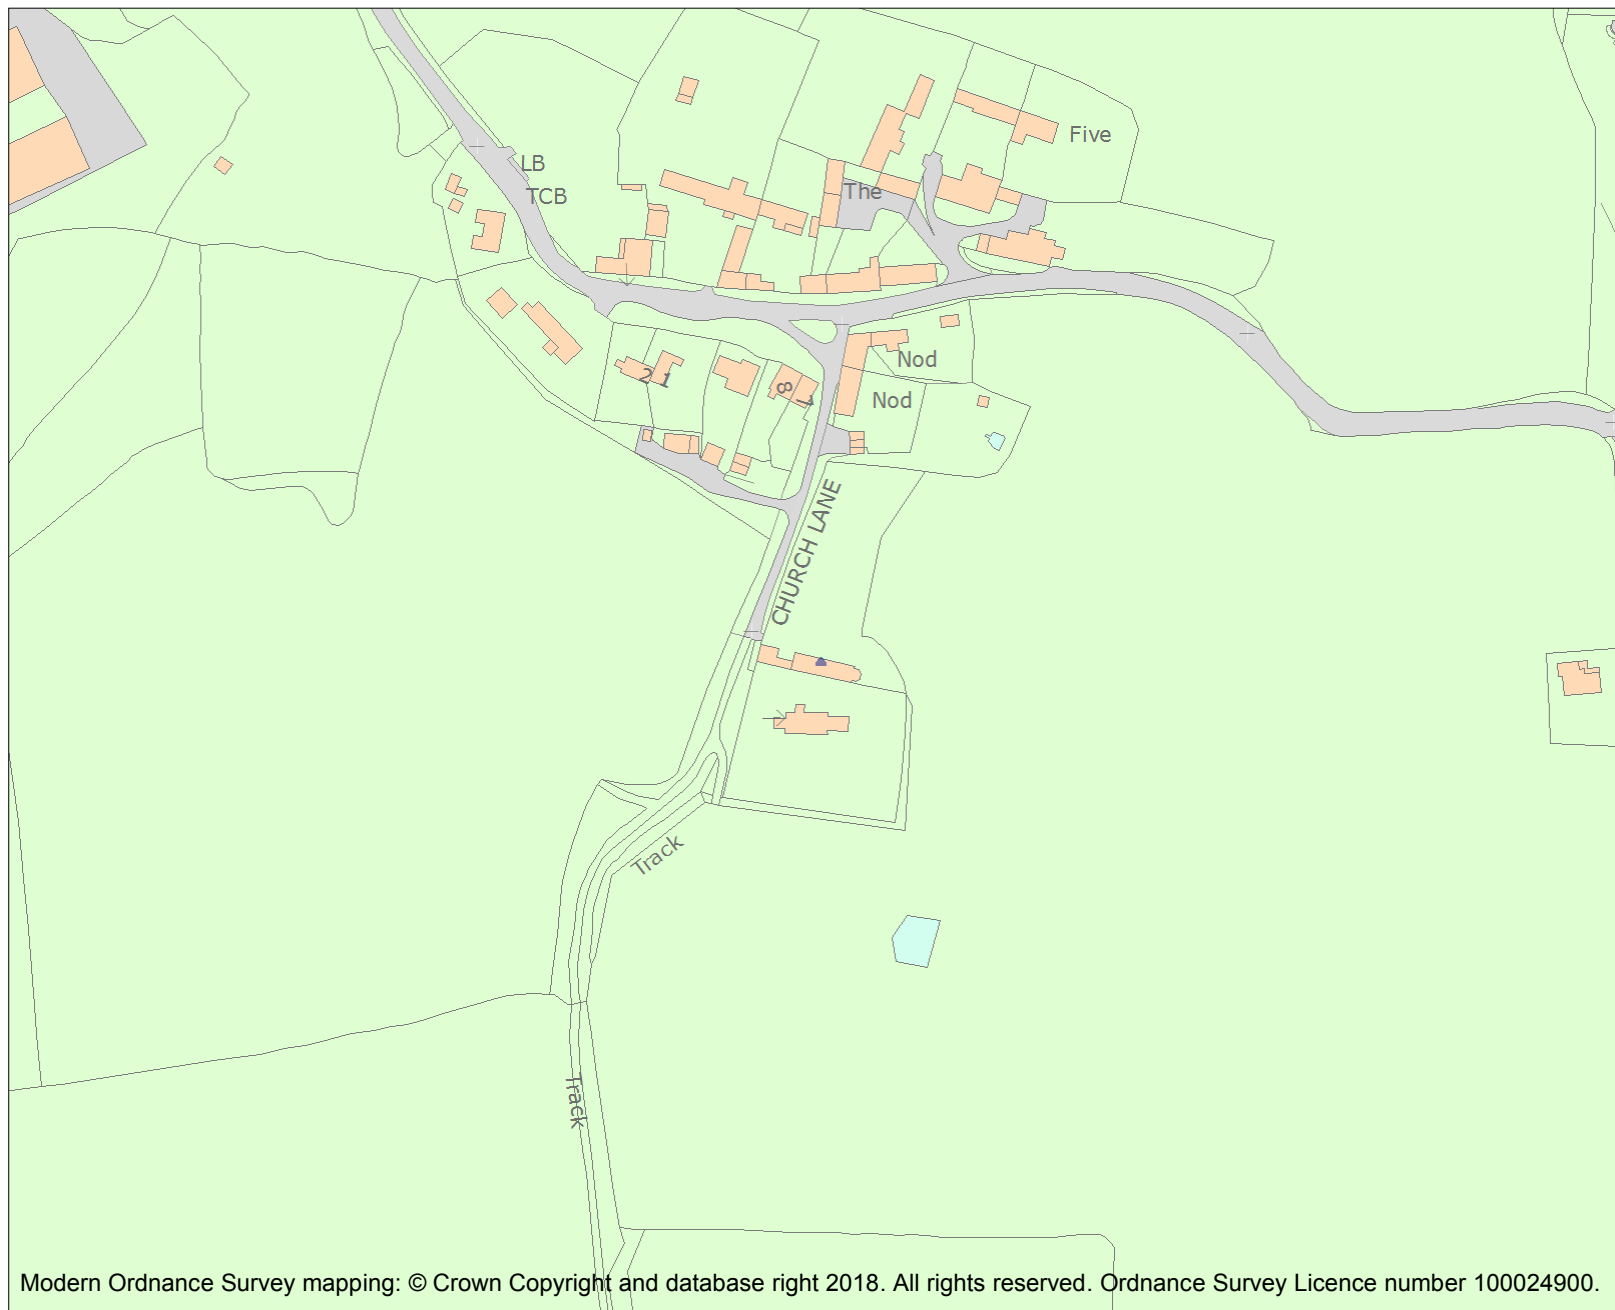 Five
LB
TCB
The
Nod
2 1
8
7
Nod
CHURCH LANE
Track
Track
Modern Ordnance Survey mapping: © Crown Copyright and database right 2018. All rights reserved. Ordnance Survey Licence number 100024900.